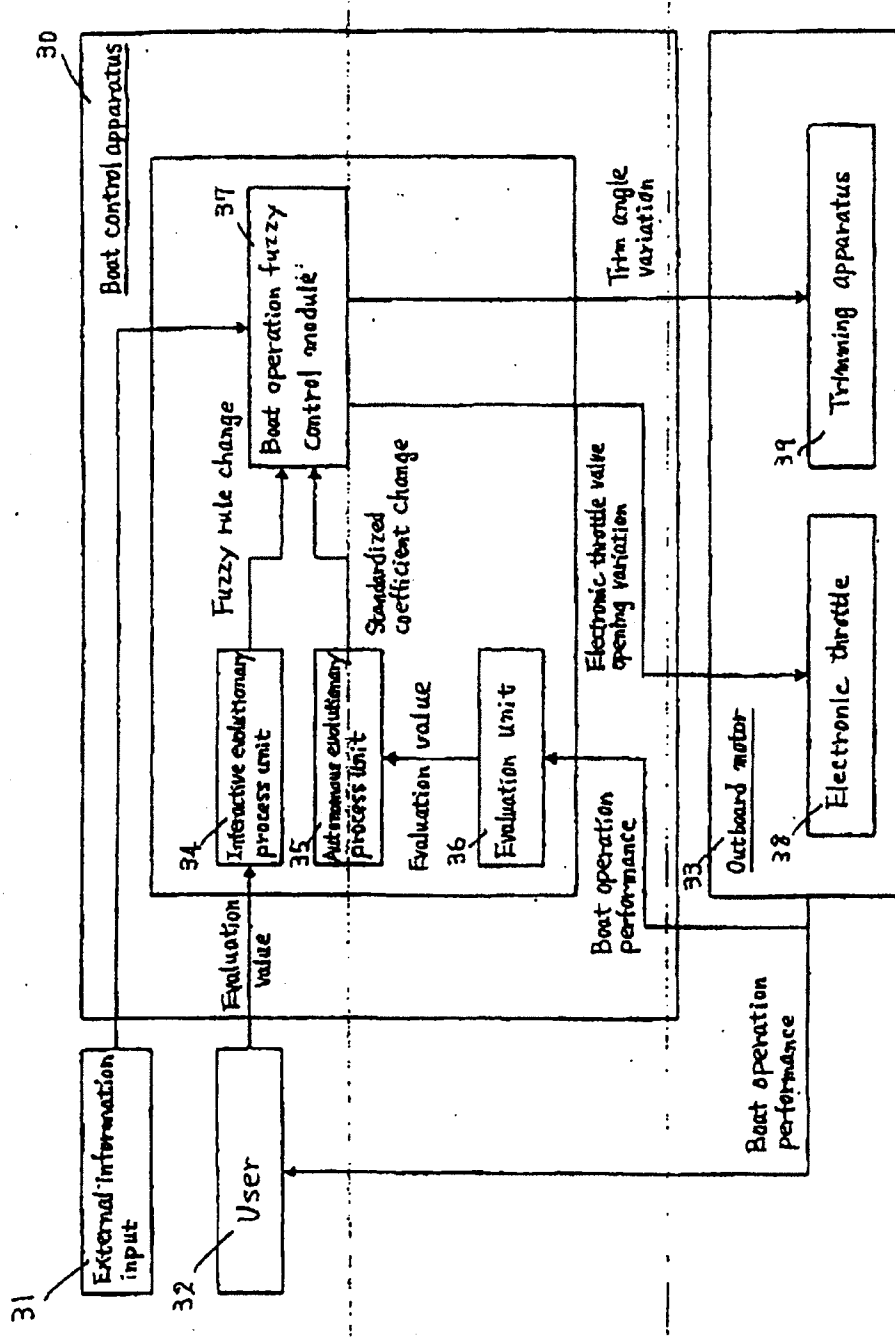 30
Boat control apparatus
31
External information
input
32
User
Evaluation
value
34
Interactive evolutionary
process unit
35
Autonomous evolutionary
process unit
Evaluation value
36
Evaluation unit
Fuzzy rule change
Standardized
coefficient change
37
Boat operation fuzzy
control module
Boat operation
performance
Electronic throttle valve
opening variation
Trim angle
variation
Boat operation
performance
33
Outboard motor
38
Electronic throttle
39
Trimming apparatus